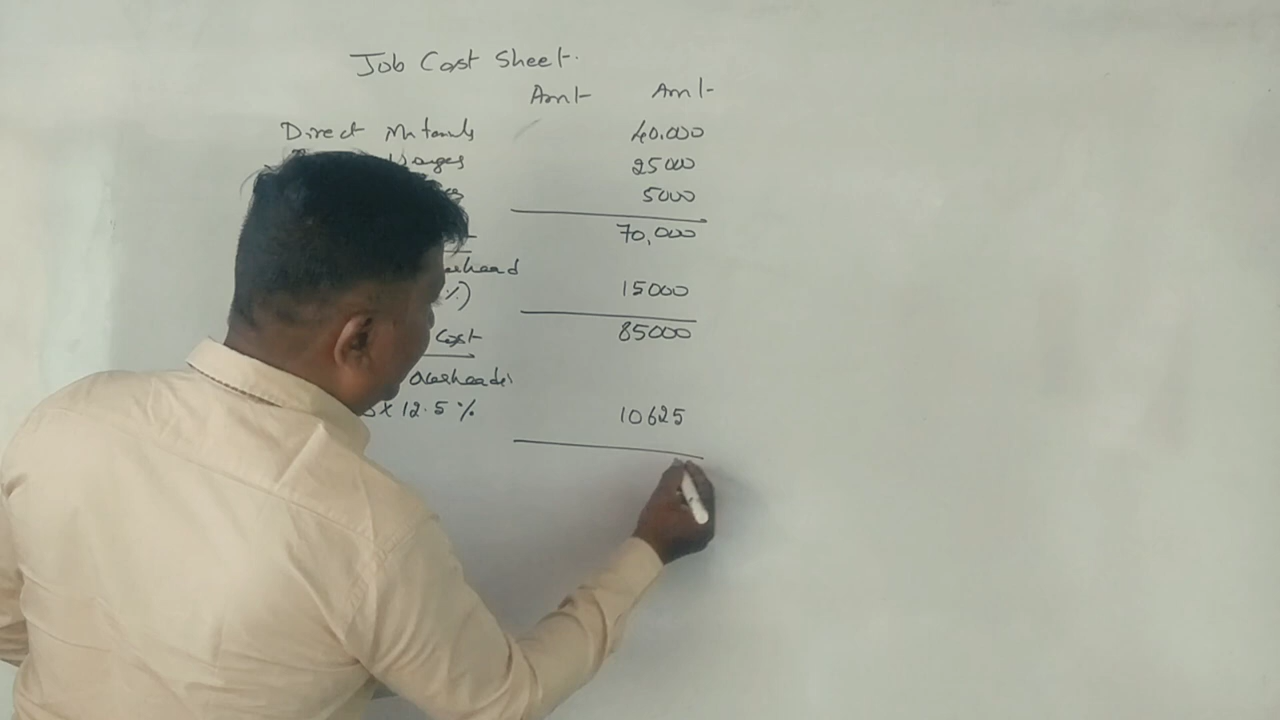 Job Cost Sheet.
Amt Amt
Direct Materials 40,000
Wages 25000
5000
70,000
%) 15000
Cost 85000
Overheads
x 12.5% 10625